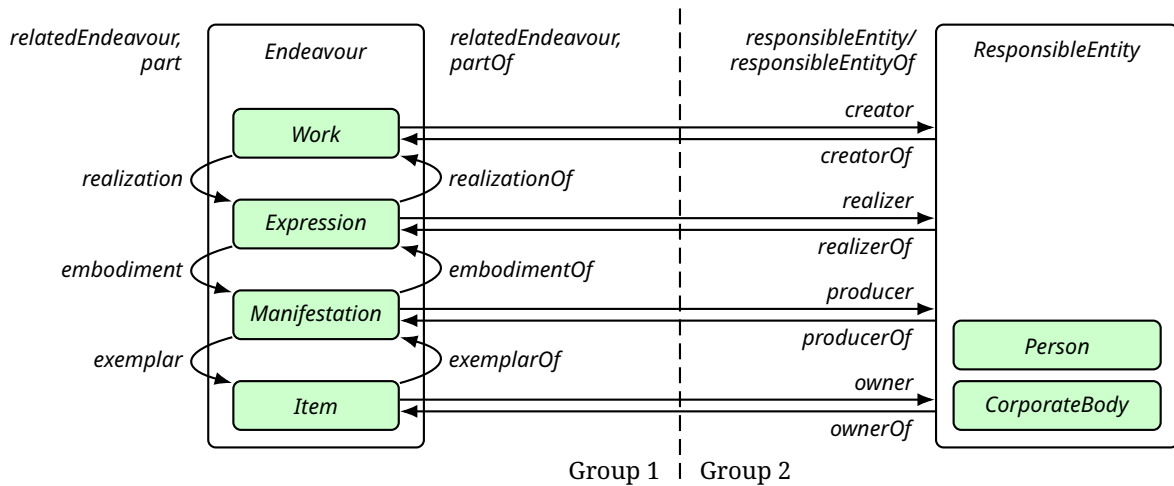 relatedEndeavour,
part
Endeavour
relatedEndeavour,
partOf
responsibleEntity/
responsibleEntityOf
ResponsibleEntity
Work
creator
creatorOf
realization
realizationOf
Expression
realizer
realizerOf
embodiment
embodimentOf
Manifestation
producer
producerOf
exemplar
exemplarOf
Person
Item
owner
ownerOf
CorporateBody
Group 1
Group 2